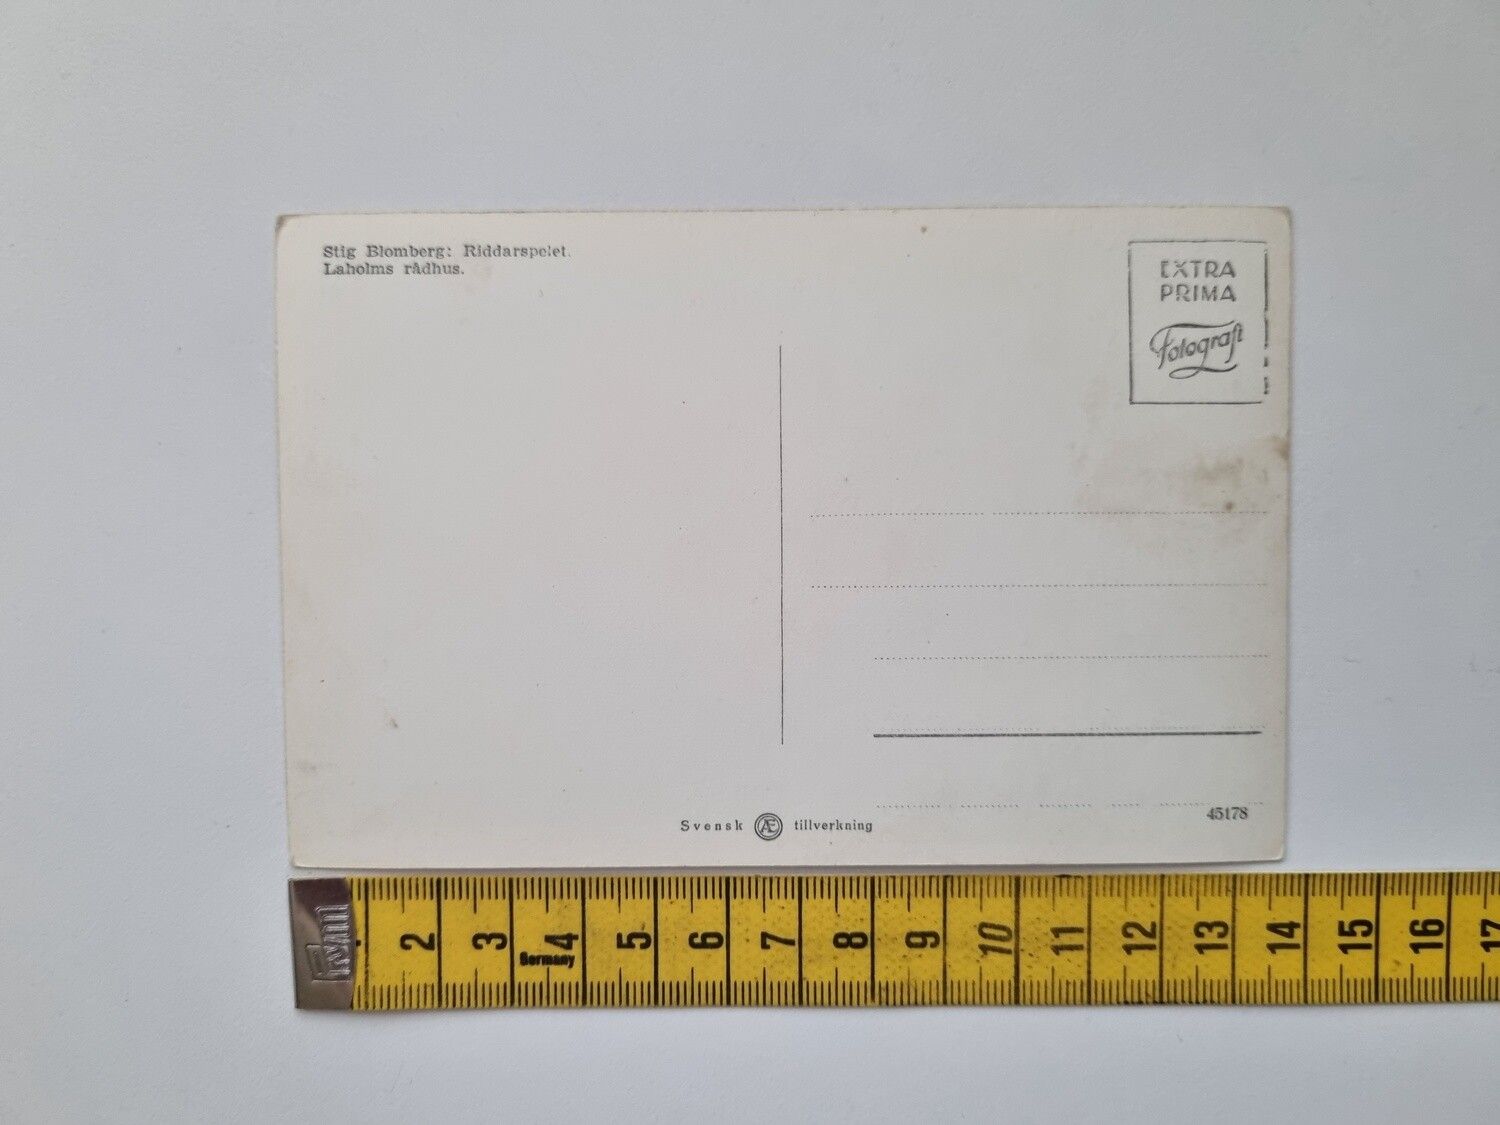 Stig Blomberg: Riddarspelet.
Laholms rådhus.
EXTRA
PRIMA
Fotografi
Svensk Æ tillverkning
45178
2 3 4 5 6 7 8 9 10 11 12 13 14 15 16 17
Germany